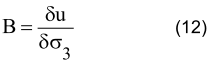 B = δu / δσ₃ (12)